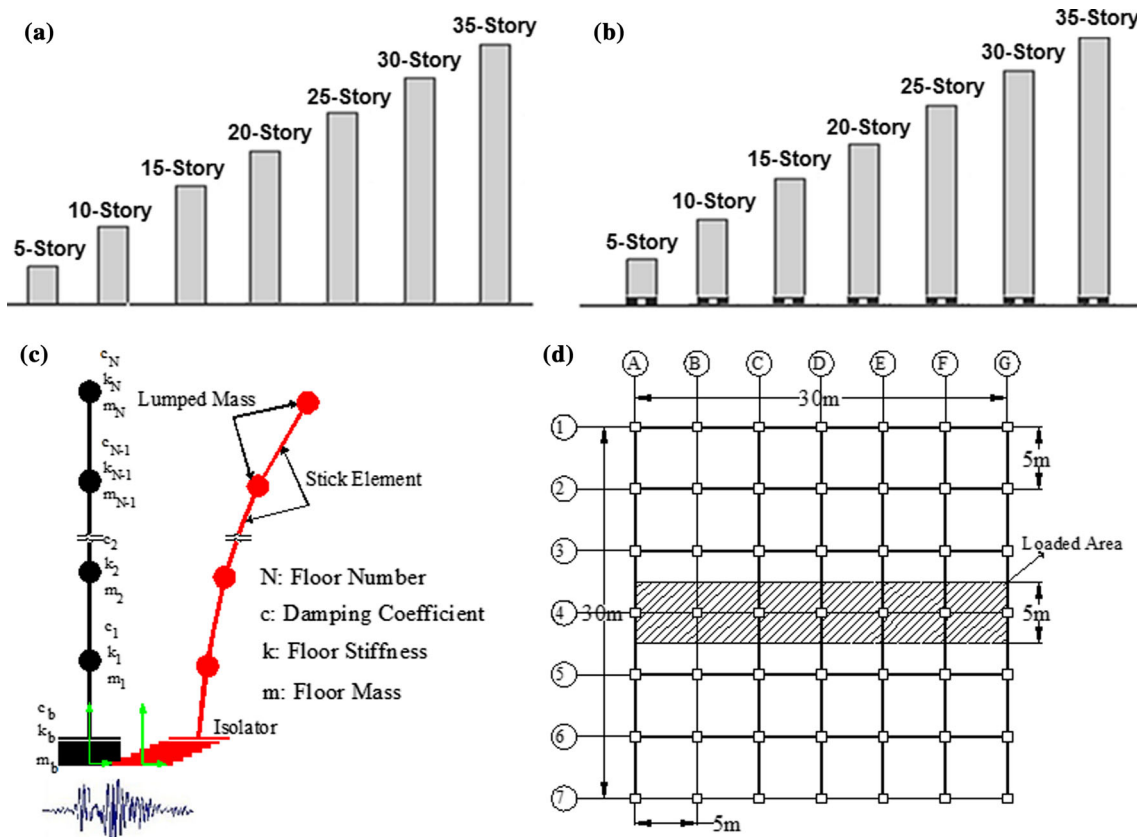 (a)
5-Story
10-Story
15-Story
20-Story
25-Story
30-Story
35-Story
(b)
5-Story
10-Story
15-Story
20-Story
25-Story
30-Story
35-Story
(c)
cN
kN
mN
cN-1
kN-1
mN-1
c2
k2
m2
c1
k1
m1
cb
kb
mb
Lumped Mass
Stick Element
N: Floor Number
c: Damping Coefficient
k: Floor Stiffness
m: Floor Mass
Isolator
(d)
A B C D E F G
30m
1
2
3
4
5
6
7
30m
5m
Loaded Area
5m
5m